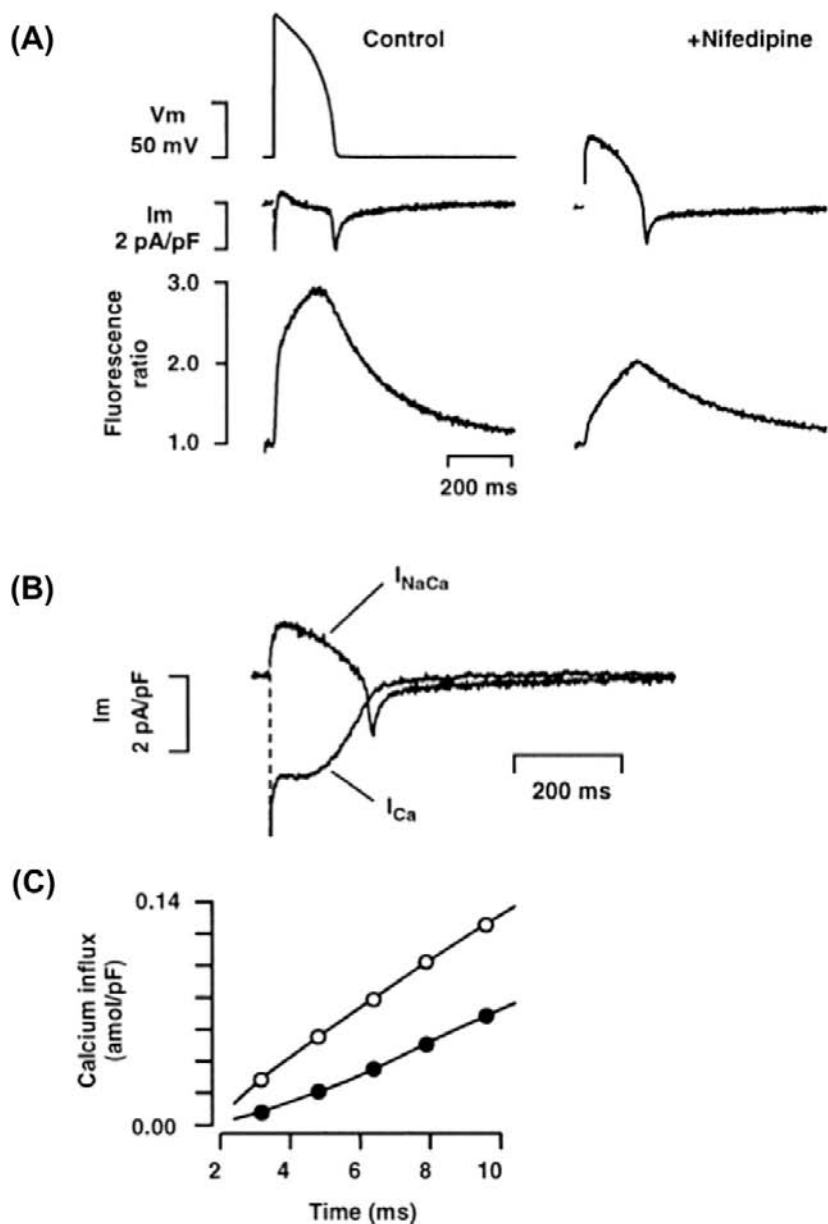 (A)
Control
+Nifedipine
Vm
50 mV
Im
2 pA/pF
Fluorescence
ratio
3.0
2.0
1.0
200 ms
(B)
INaCa
Im
2 pA/pF
200 ms
ICa
(C)
Calcium influx
(amol/pF)
0.14
0.00
2 4 6 8 10
Time (ms)